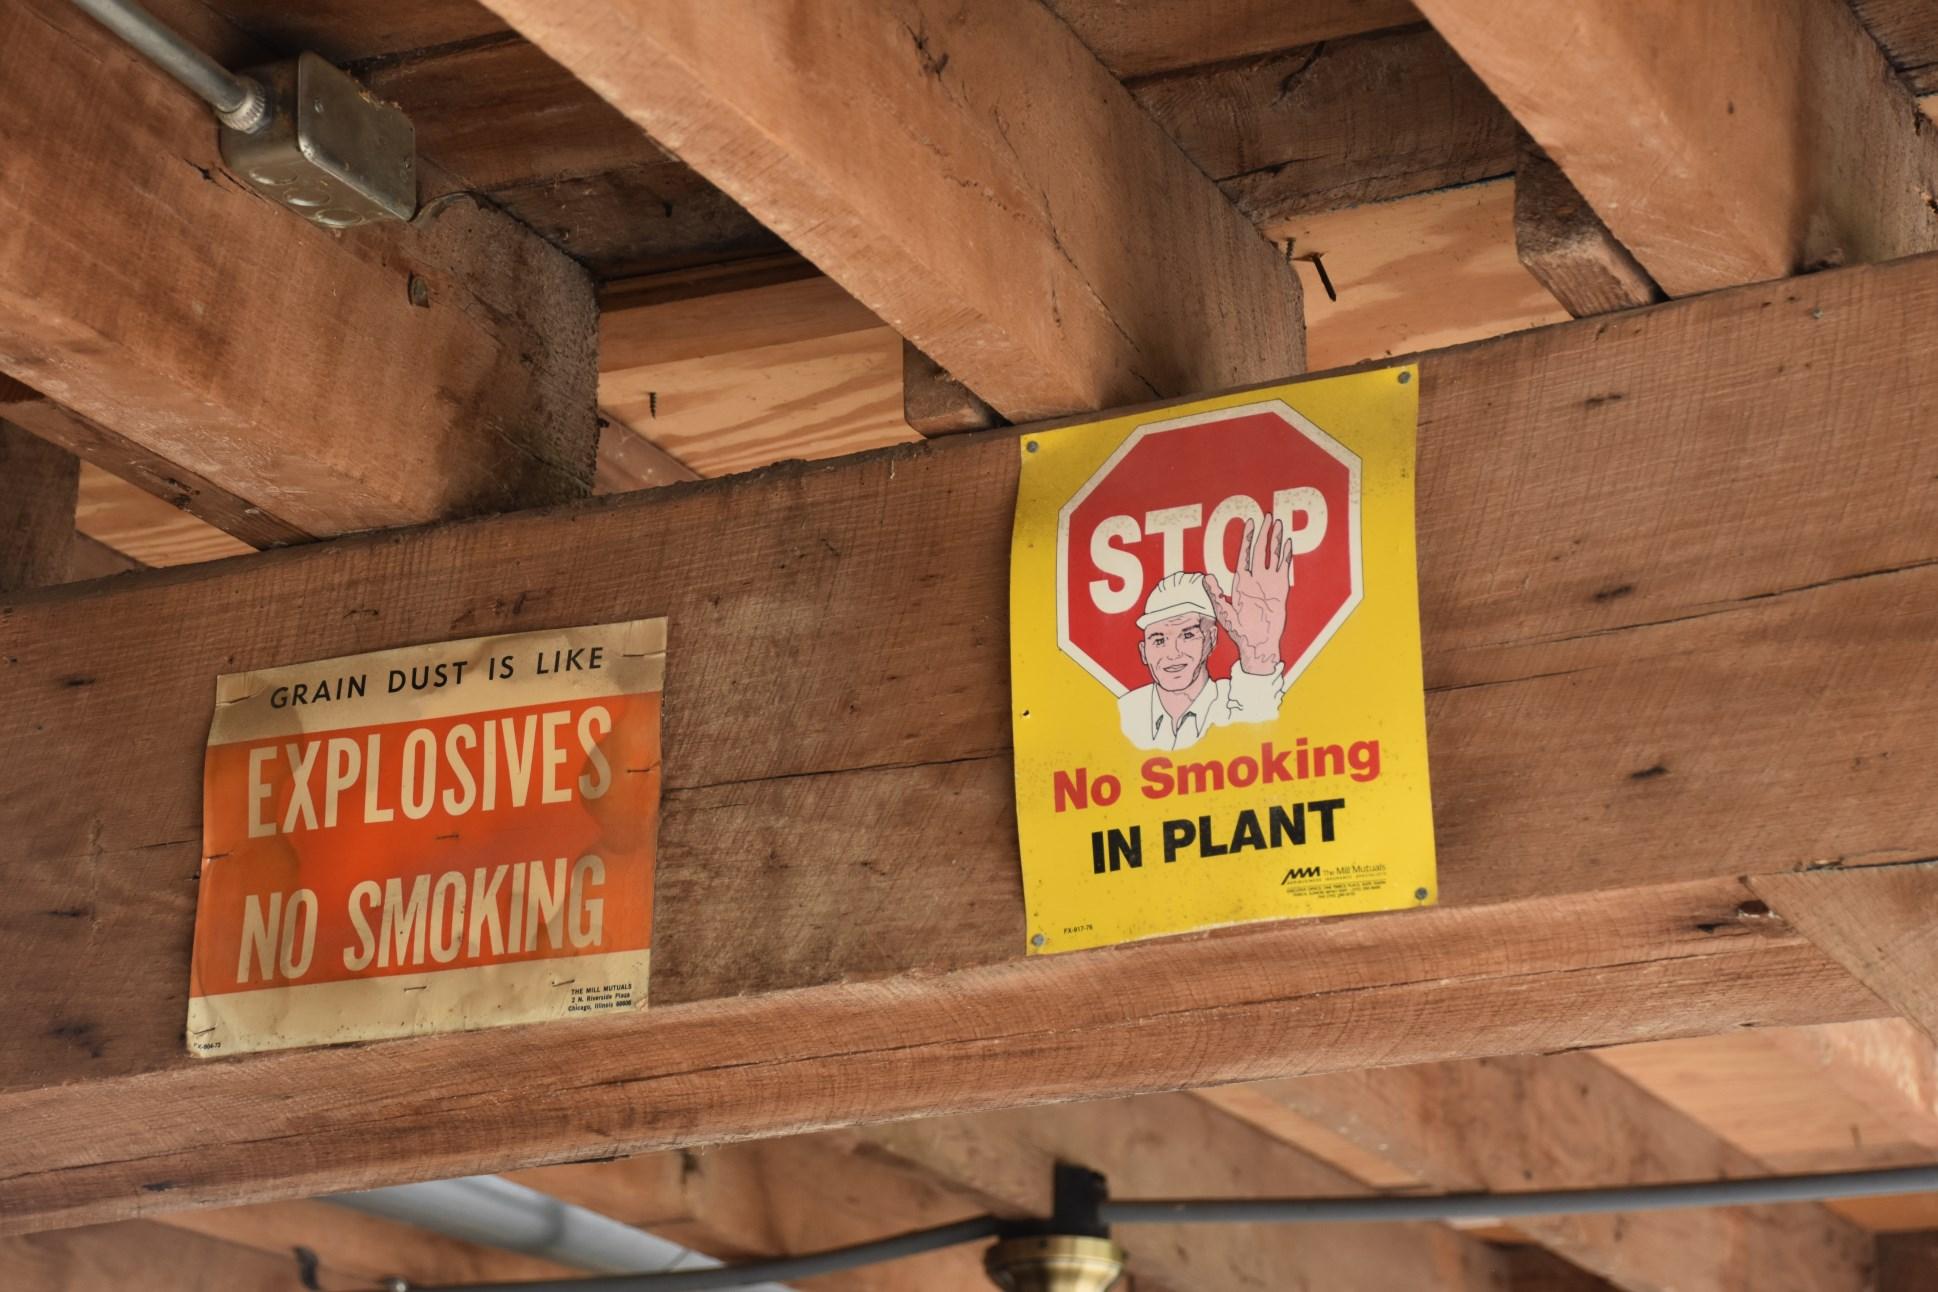 GRAIN DUST IS LIKE
EXPLOSIVES
NO SMOKING
THE MILL MUTUALS
2 N. Riverside Plaza
Chicago, Illinois 60606
STOP
No Smoking
IN PLANT
The Mill Mutuals